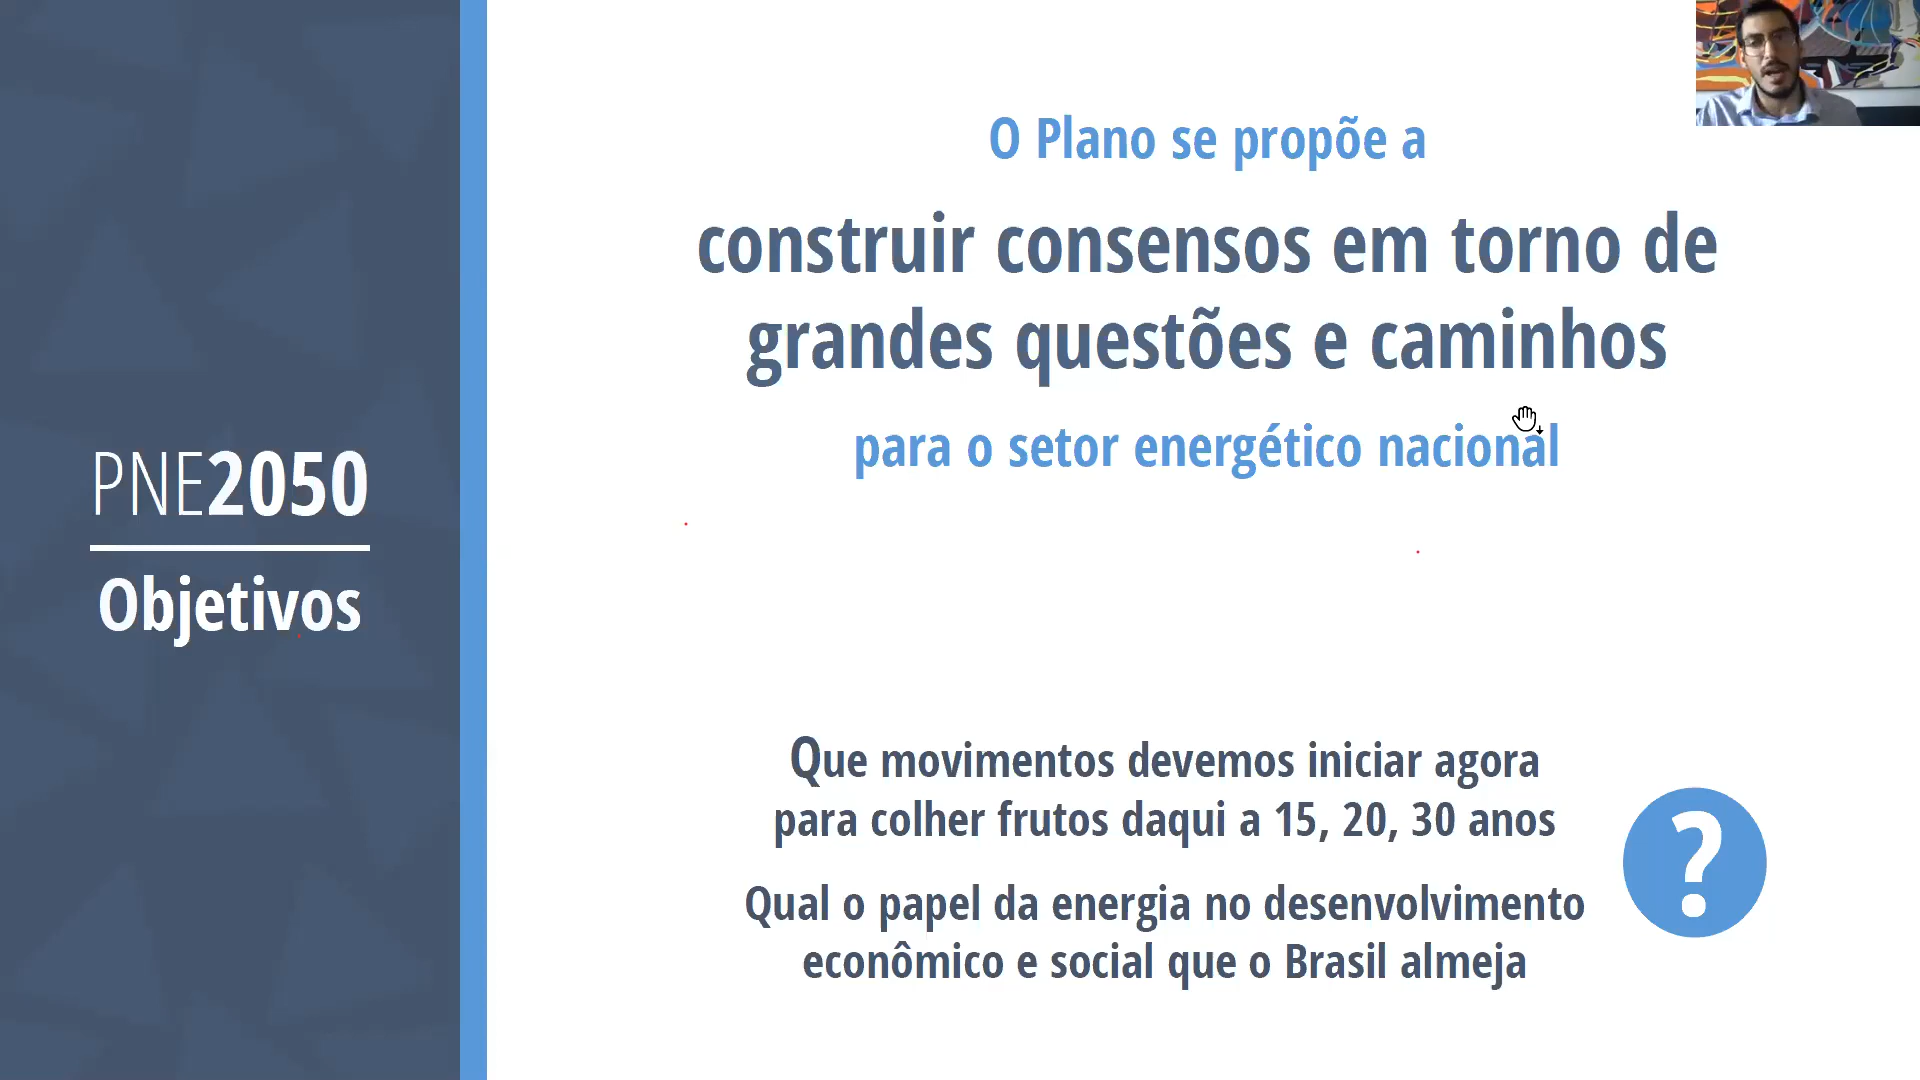 PNE2050
Objetivos
O Plano se propõe a
construir consensos em torno de
grandes questões e caminhos
para o setor energético nacional
Que movimentos devemos iniciar agora
para colher frutos daqui a 15, 20, 30 anos
Qual o papel da energia no desenvolvimento
econômico e social que o Brasil almeja
?